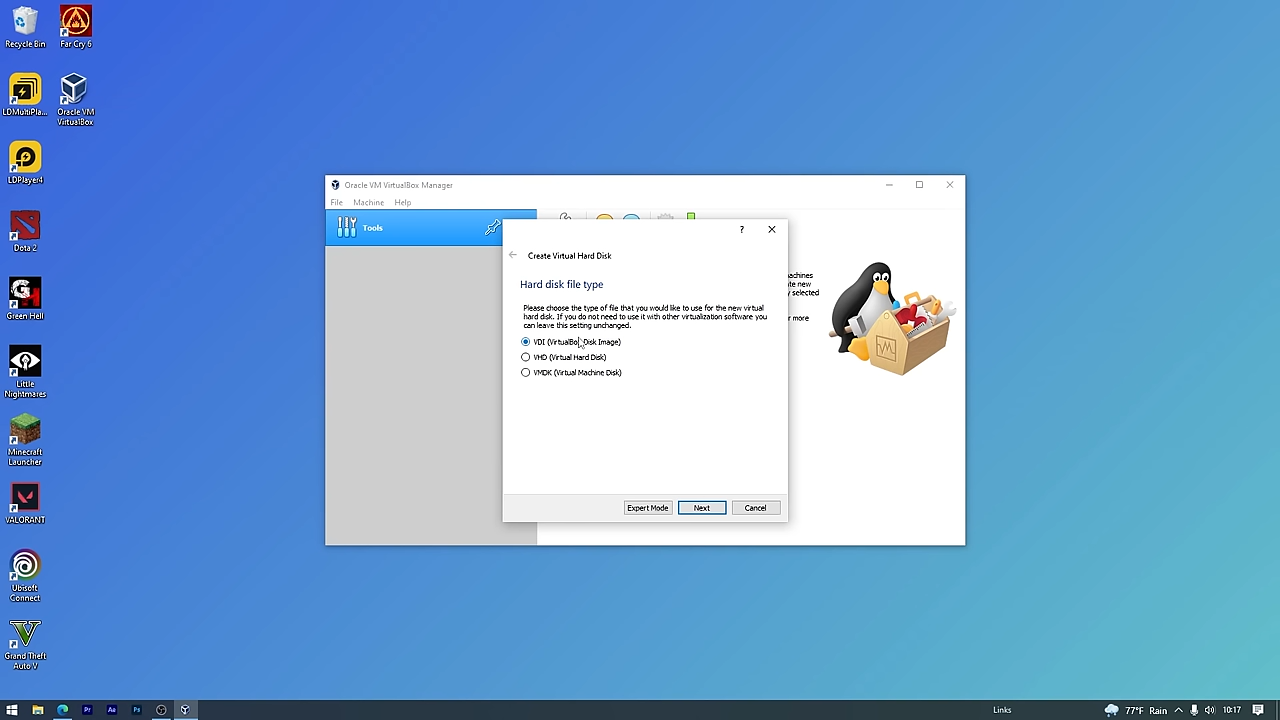 Recycle Bin
Far Cry 6
LDMultiPla...
Oracle VM
VirtualBox
LDPlayer4
Dota 2
Green Hell
Little
Nightmares
Minecraft
Launcher
VALORANT
Ubisoft
Connect
Grand Theft
Auto V
Oracle VM VirtualBox Manager
File Machine Help
Tools
?
Create Virtual Hard Disk
Hard disk file type
Please choose the type of file that you would like to use for the new virtual
hard disk. If you do not need to use it with other virtualization software you
can leave this setting unchanged.
VDI (VirtualBox Disk Image)
VHD (Virtual Hard Disk)
VMDK (Virtual Machine Disk)
Expert Mode Next Cancel
achines
ate new
y selected
r more
Pr Ae Ps
Links
77°F Rain
10:17